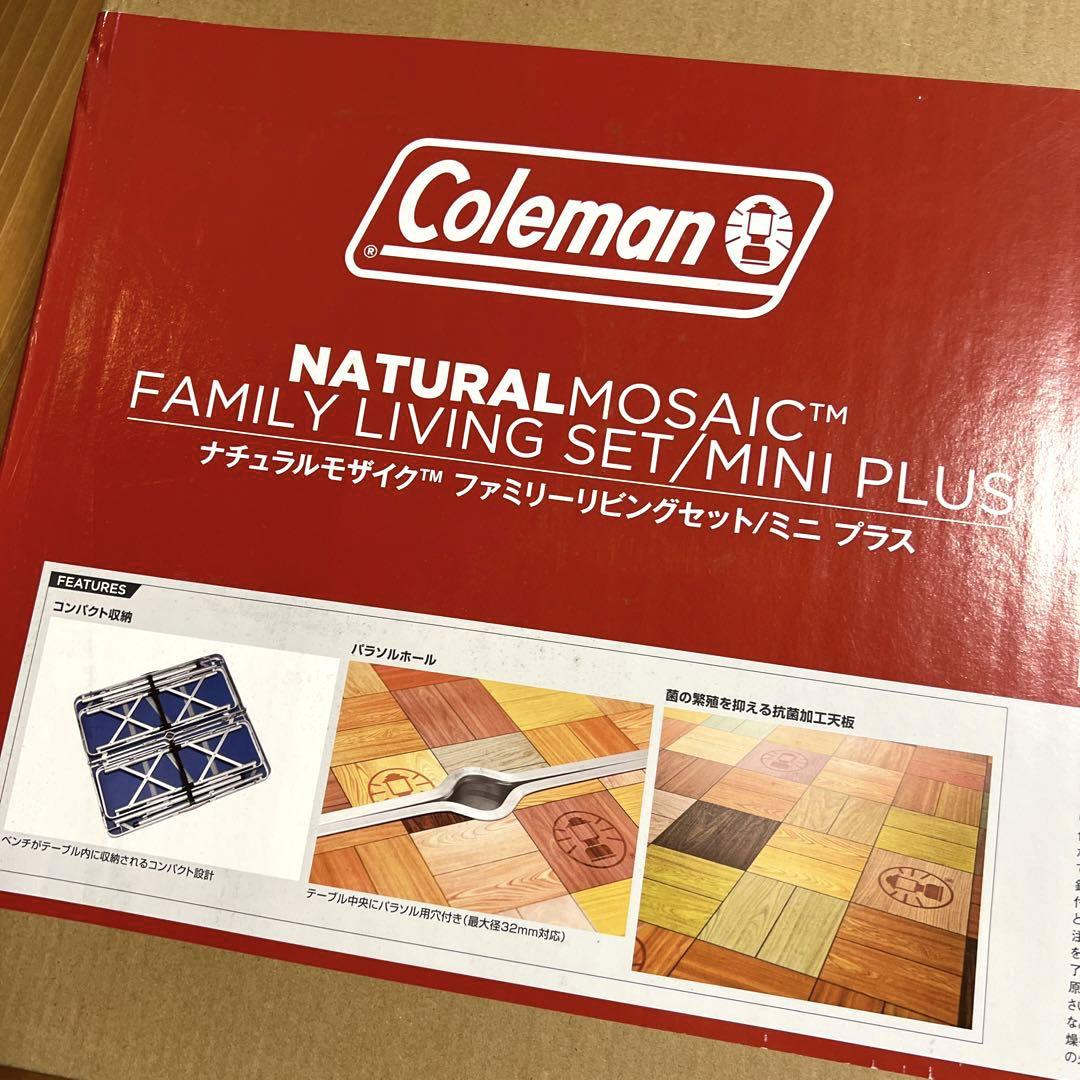 Coleman
®
NATURALMOSAIC™
FAMILY LIVING SET/MINI PLUS
ナチュラルモザイク™ ファミリーリビングセット/ミニ プラス
FEATURES
コンパクト収納
ベンチがテーブル内に収納されるコンパクト設計
パラソルホール
テーブル中央にパラソル用穴付き(最大径32mm対応)
菌の繁殖を抑える抗菌加工天板